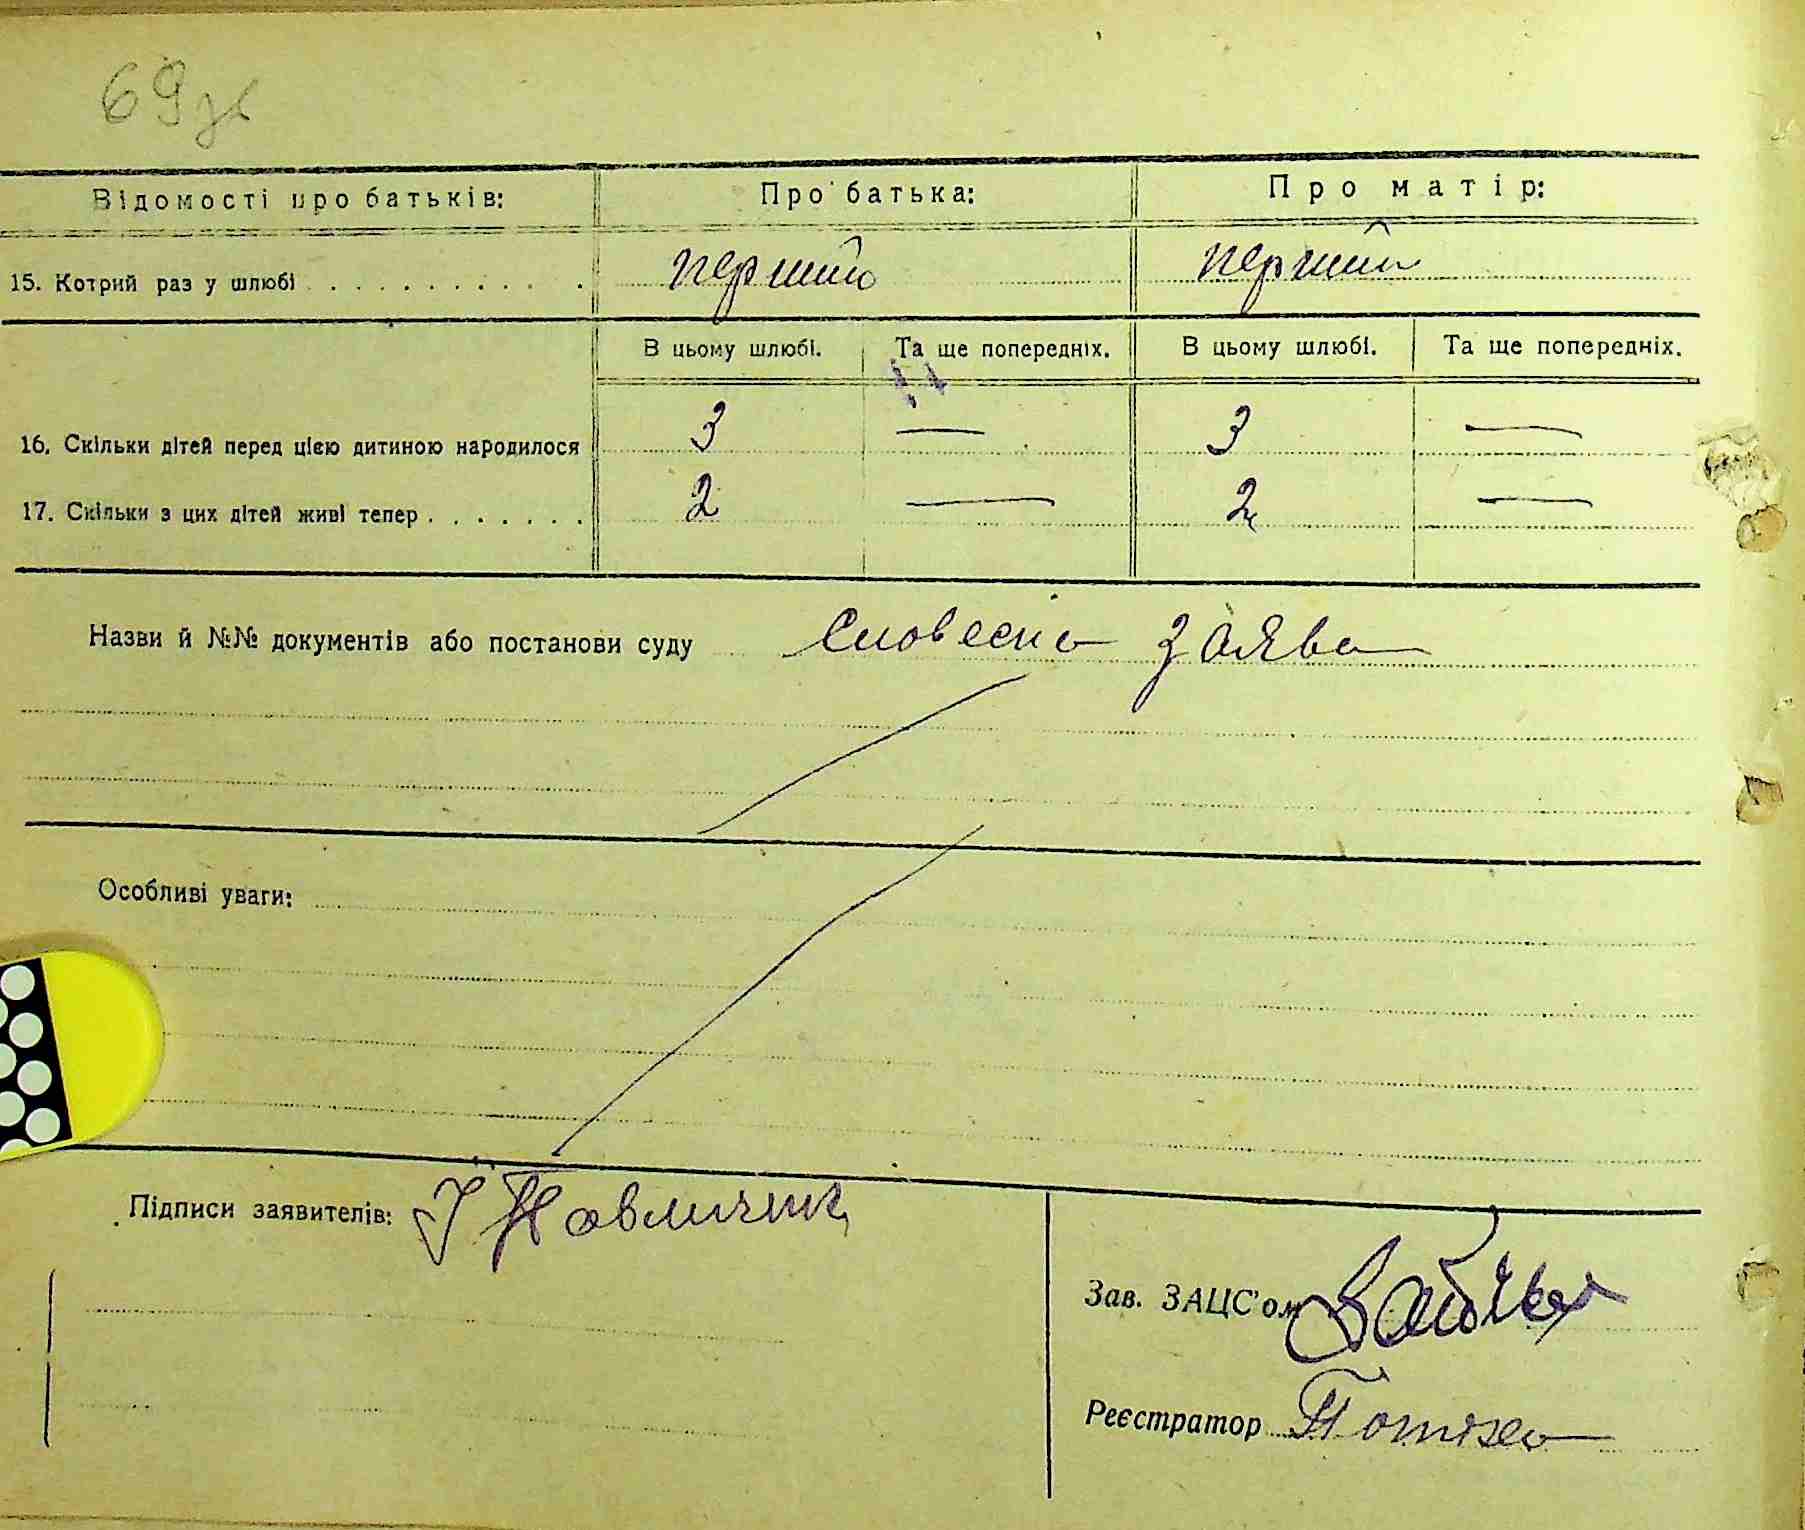 69зв
Відомості про батьків: Про батька: Про матір:
15. Котрий раз у шлюбі . . . . . . . . . . . перший перший
В цьому шлюбі. Та ще попередніх. В цьому шлюбі. Та ще попередніх.
16. Скільки дітей перед цією дитиною народилося 3 — 3 —
17. Скільки з цих дітей живі тепер . . . . . . . 2 — 2 —
Назви й №№ документів або постанови суду Словесна заява
Особливі уваги:
Підписи заявителів:
Зав. ЗАЦС'ом
Реєстратор